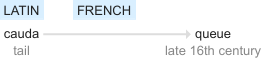 LATIN FRENCH
cauda queue
tail late 16th century